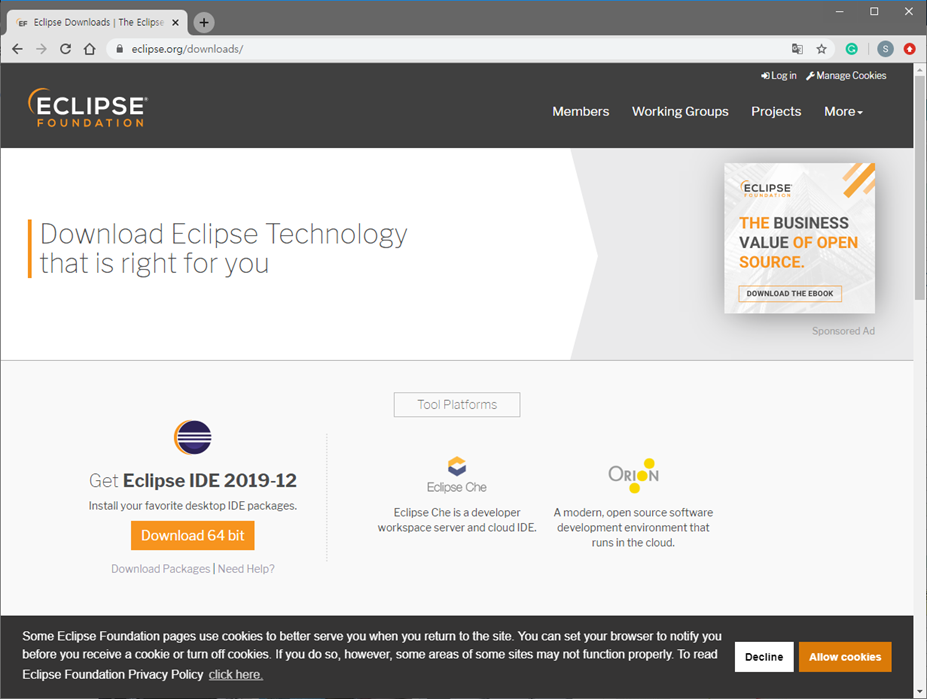 Eclipse Downloads | The Eclipse
eclipse.org/downloads/
S
Log in Manage Cookies
ECLIPSE
FOUNDATION
Members Working Groups Projects More
Download Eclipse Technology
that is right for you
ECLIPSE
FOUNDATION
THE BUSINESS
VALUE OF OPEN
SOURCE.
DOWNLOAD THE EBOOK
Sponsored Ad
Tool Platforms
Get Eclipse IDE 2019-12
Install your favorite desktop IDE packages.
Download 64 bit
Download Packages | Need Help?
Eclipse Che
Eclipse Che is a developer
workspace server and cloud IDE.
ORION
A modern, open source software
development environment that
runs in the cloud.
Some Eclipse Foundation pages use cookies to better serve you when you return to the site. You can set your browser to notify you
before you receive a cookie or turn off cookies. If you do so, however, some areas of some sites may not function properly. To read
Eclipse Foundation Privacy Policy click here.
Decline
Allow cookies